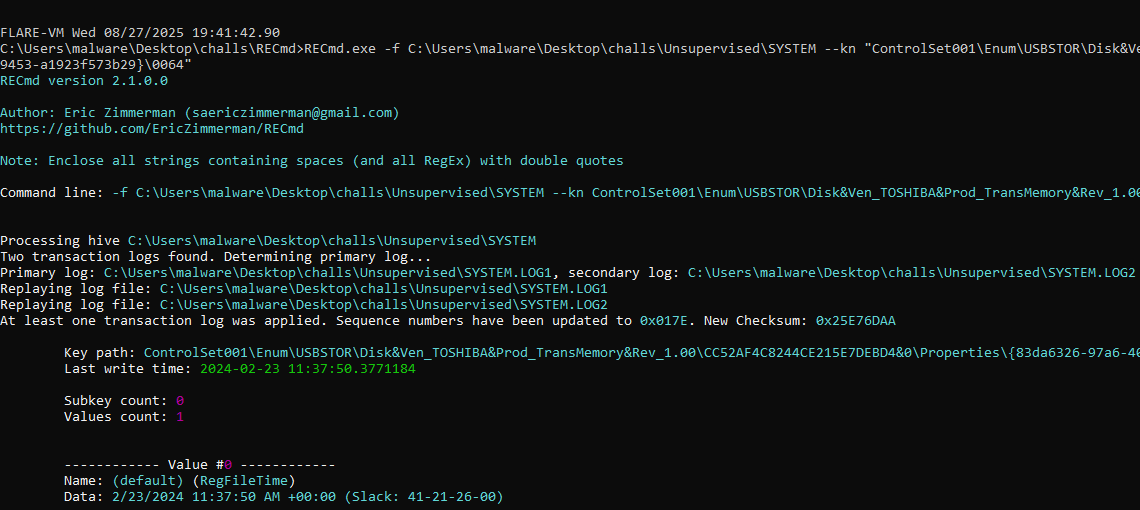 FLARE-VM Wed 08/27/2025 19:41:42.90
C:\Users\malware\Desktop\challs\RECmd>RECmd.exe -f C:\Users\malware\Desktop\challs\Unsupervised\SYSTEM --kn "ControlSet001\Enum\USBSTOR\Disk&Ve
9453-a1923f573b29}\0064"
RECmd version 2.1.0.0
Author: Eric Zimmerman (saericzimmerman@gmail.com)
https://github.com/EricZimmerman/RECmd
Note: Enclose all strings containing spaces (and all RegEx) with double quotes
Command line: -f C:\Users\malware\Desktop\challs\Unsupervised\SYSTEM --kn ControlSet001\Enum\USBSTOR\Disk&Ven_TOSHIBA&Prod_TransMemory&Rev_1.00
Processing hive C:\Users\malware\Desktop\challs\Unsupervised\SYSTEM
Two transaction logs found. Determining primary log...
Primary log: C:\Users\malware\Desktop\challs\Unsupervised\SYSTEM.LOG1, secondary log: C:\Users\malware\Desktop\challs\Unsupervised\SYSTEM.LOG2
Replaying log file: C:\Users\malware\Desktop\challs\Unsupervised\SYSTEM.LOG1
Replaying log file: C:\Users\malware\Desktop\challs\Unsupervised\SYSTEM.LOG2
At least one transaction log was applied. Sequence numbers have been updated to 0x017E. New Checksum: 0x25E76DAA
Key path: ControlSet001\Enum\USBSTOR\Disk&Ven_TOSHIBA&Prod_TransMemory&Rev_1.00\CC52AF4C8244CE215E7DEBD4&0\Properties\{83da6326-97a6-40
Last write time: 2024-02-23 11:37:50.3771184
Subkey count: 0
Values count: 1
------------ Value #0 ------------
Name: (default) (RegFileTime)
Data: 2/23/2024 11:37:50 AM +00:00 (Slack: 41-21-26-00)